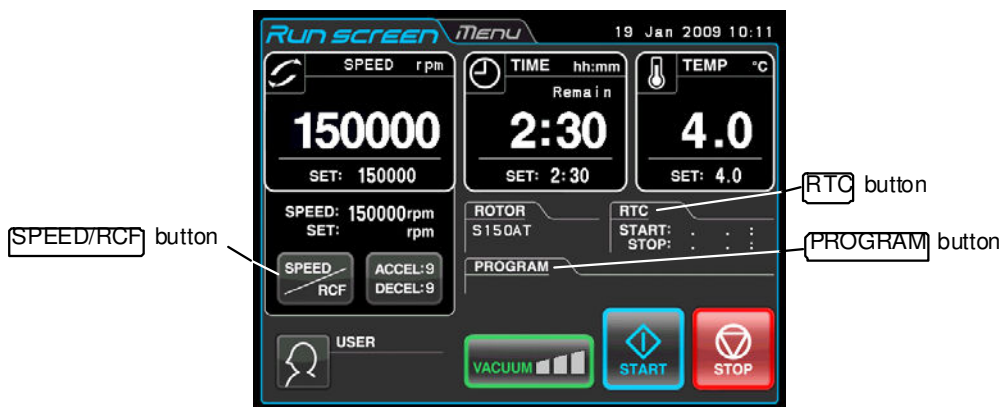 Run screen Menu 19 Jan 2009 10:11
SPEED rpm
150000
SET: 150000
TIME hh:mm
Remain
2:30
SET: 2:30
TEMP °C
4.0
SET: 4.0
SPEED: 150000rpm
SET: rpm
SPEED
RCF
ACCEL:9
DECEL:9
ROTOR
S150AT
RTC
START: . . :
STOP: . . :
PROGRAM
USER
VACUUM
START
STOP
SPEED/RCF button
RTC button
PROGRAM button